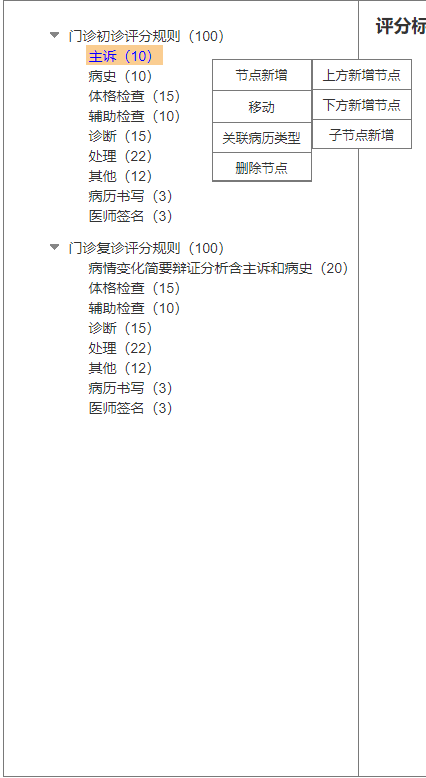 评分标
门诊初诊评分规则（100）
主诉（10）
病史（10）
体格检查（15）
辅助检查（10）
诊断（15）
处理（22）
其他（12）
病历书写（3）
医师签名（3）
节点新增
移动
关联病历类型
删除节点
上方新增节点
下方新增节点
子节点新增
门诊复诊评分规则（100）
病情变化简要辩证分析含主诉和病史（20）
体格检查（15）
辅助检查（10）
诊断（15）
处理（22）
其他（12）
病历书写（3）
医师签名（3）